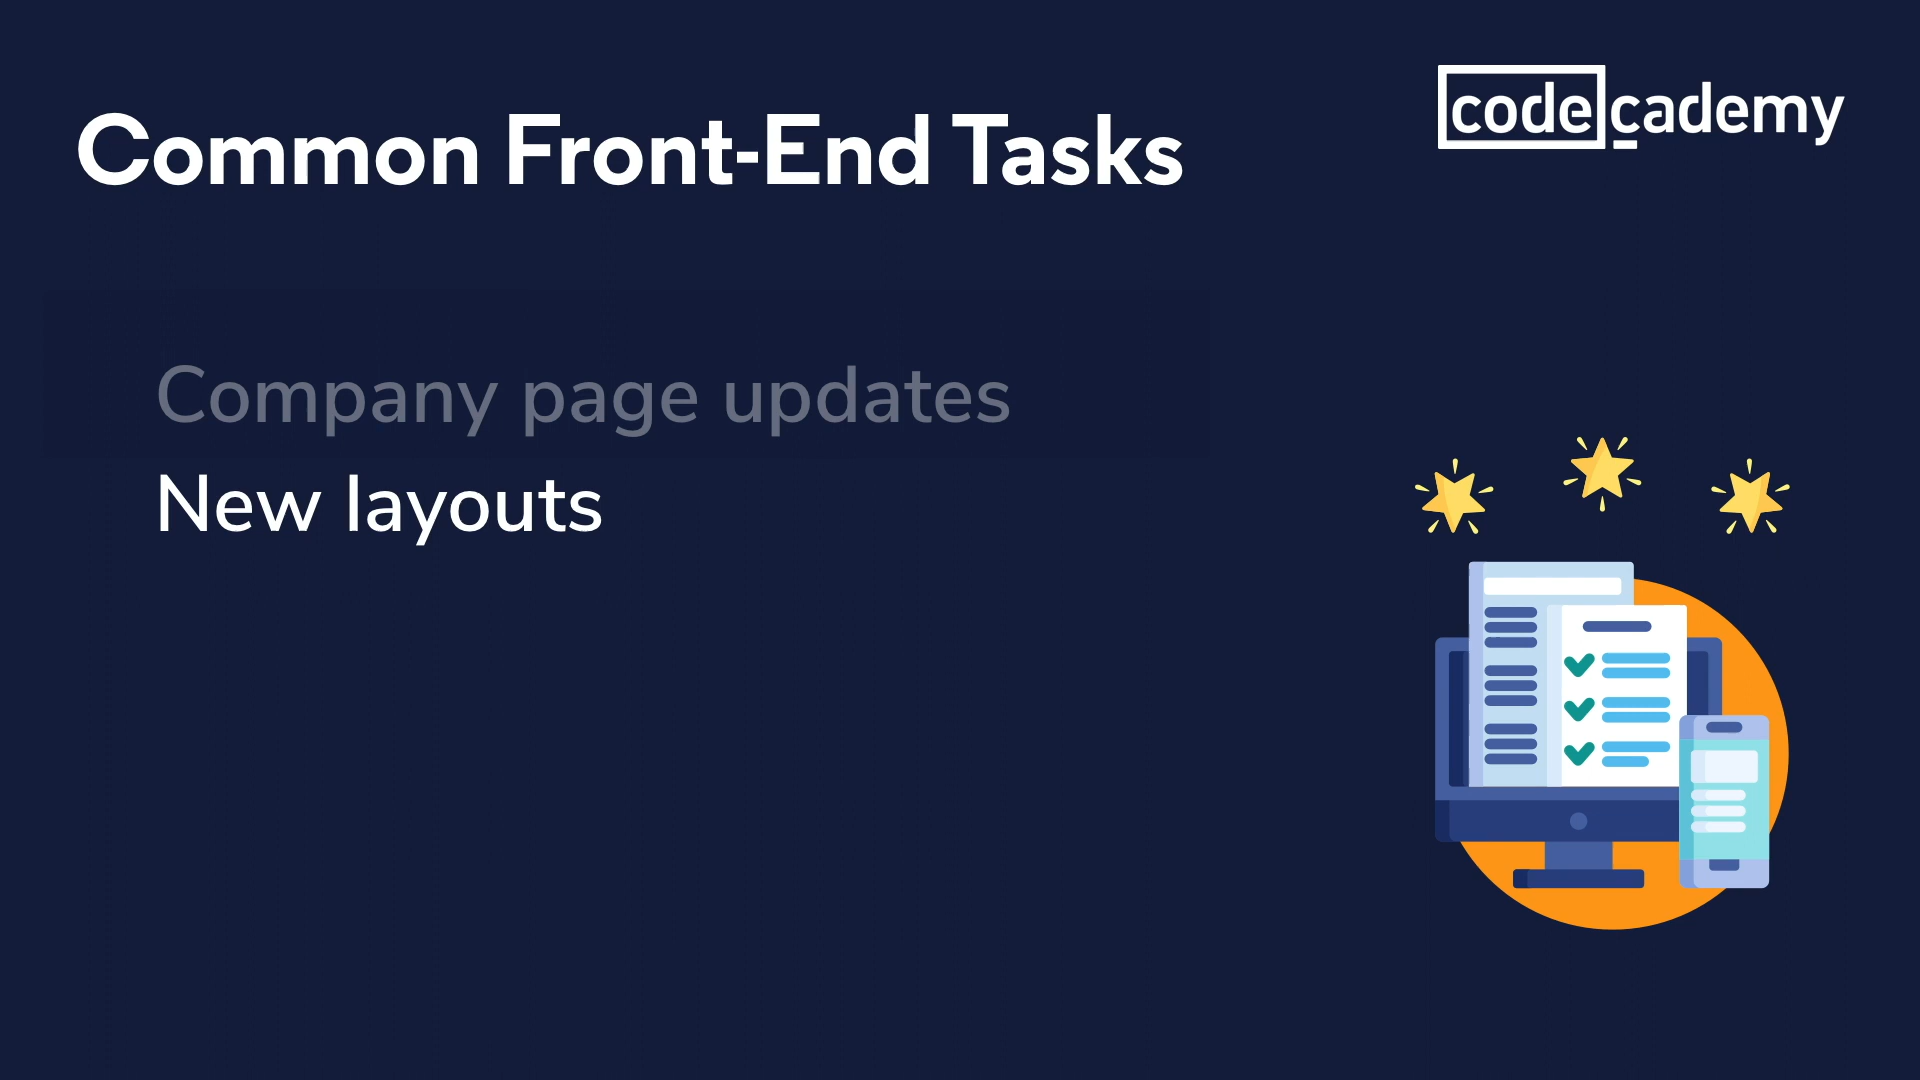 codecademy
Common Front-End Tasks
Company page updates
New layouts